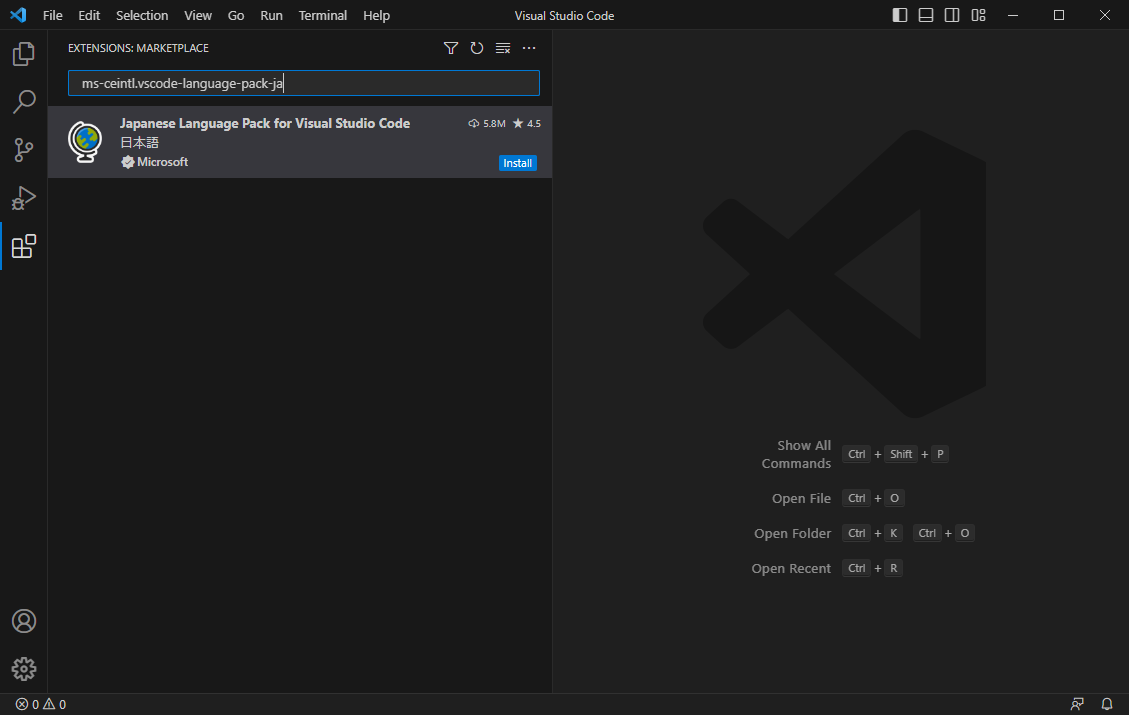 File Edit Selection View Go Run Terminal Help Visual Studio Code
EXTENSIONS: MARKETPLACE
ms-ceintl.vscode-language-pack-ja
Japanese Language Pack for Visual Studio Code 5.8M 4.5
日本語
Microsoft Install
Show All
Commands Ctrl + Shift + P
Open File Ctrl + O
Open Folder Ctrl + K Ctrl + O
Open Recent Ctrl + R
0 0